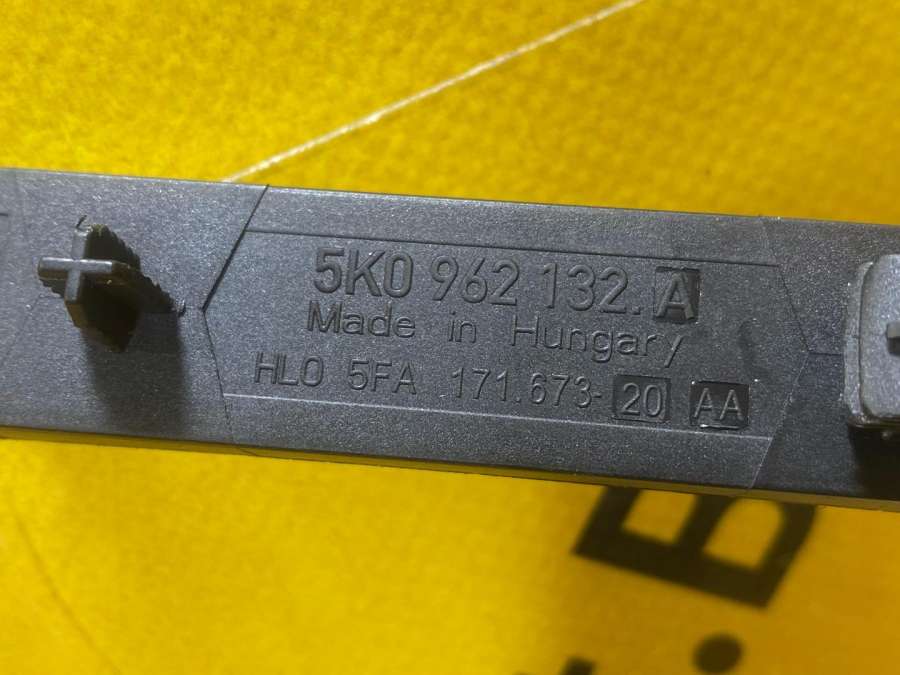 5K0 962 132.A
Made in Hungary
HLO 5FA 171.673-20 AA
B